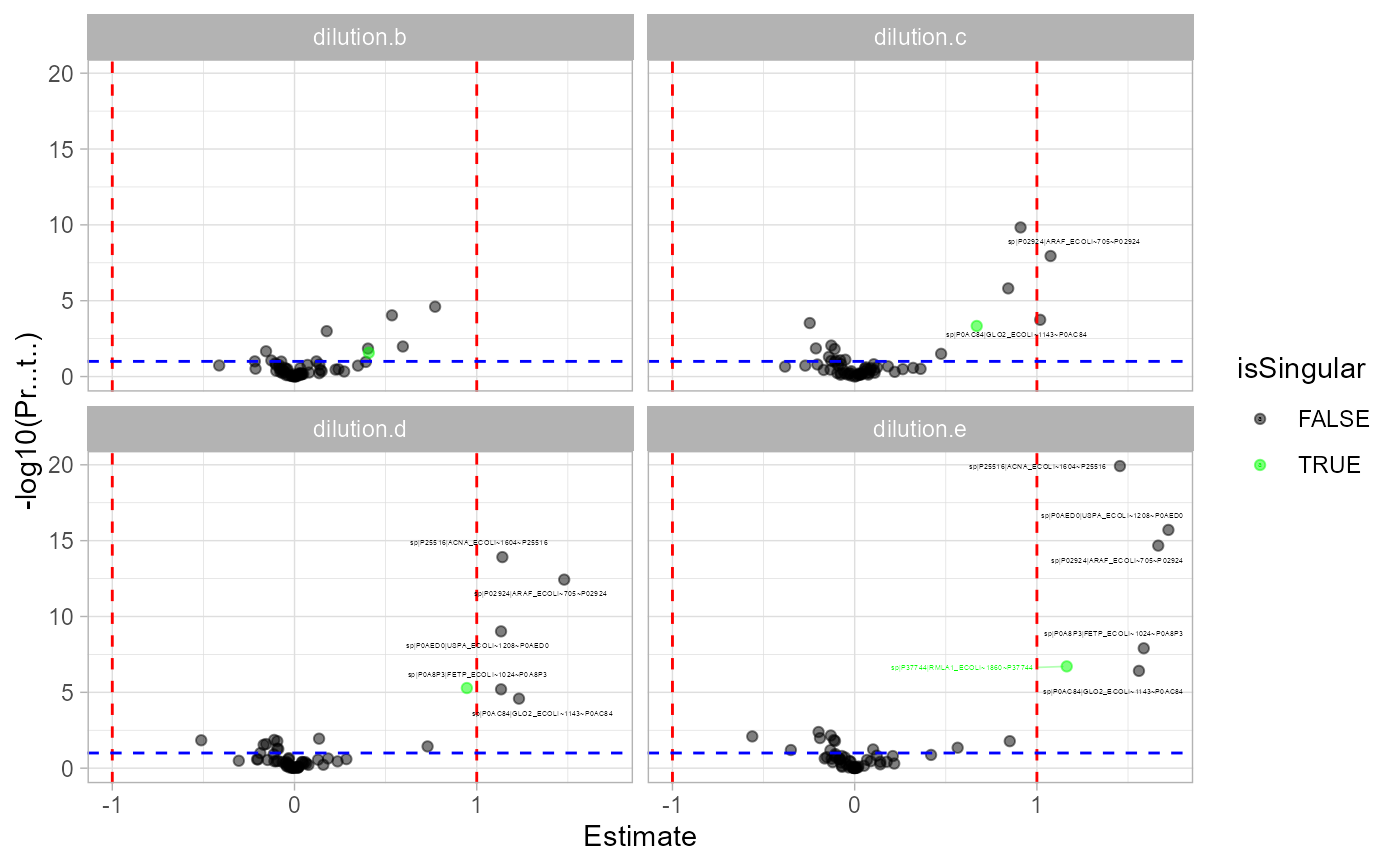 dilution.b
dilution.c
20
15
10
5
0
sp|P02924|ARAF_ECOLI~705~P02924
sp|P0AC84|GLO2_ECOLI~1143~P0AC84
-log10(Pr...t..)
isSingular
FALSE
TRUE
dilution.d
dilution.e
20
15
10
5
0
sp|P25516|ACNA_ECOLI~1604~P25516
sp|P02924|ARAF_ECOLI~705~P02924
sp|P0AED0|USPA_ECOLI~1208~P0AED0
sp|P0A8P3|FETP_ECOLI~1024~P0A8P3
sp|P0AC84|GLO2_ECOLI~1143~P0AC84
sp|P25516|ACNA_ECOLI~1604~P25516
sp|P0AED0|USPA_ECOLI~1208~P0AED0
sp|P02924|ARAF_ECOLI~705~P02924
sp|P0A8P3|FETP_ECOLI~1024~P0A8P3
sp|P37744|RMLA1_ECOLI~4860~P37744
sp|P0AC84|GLO2_ECOLI~1143~P0AC84
-1
0
1
-1
0
1
Estimate